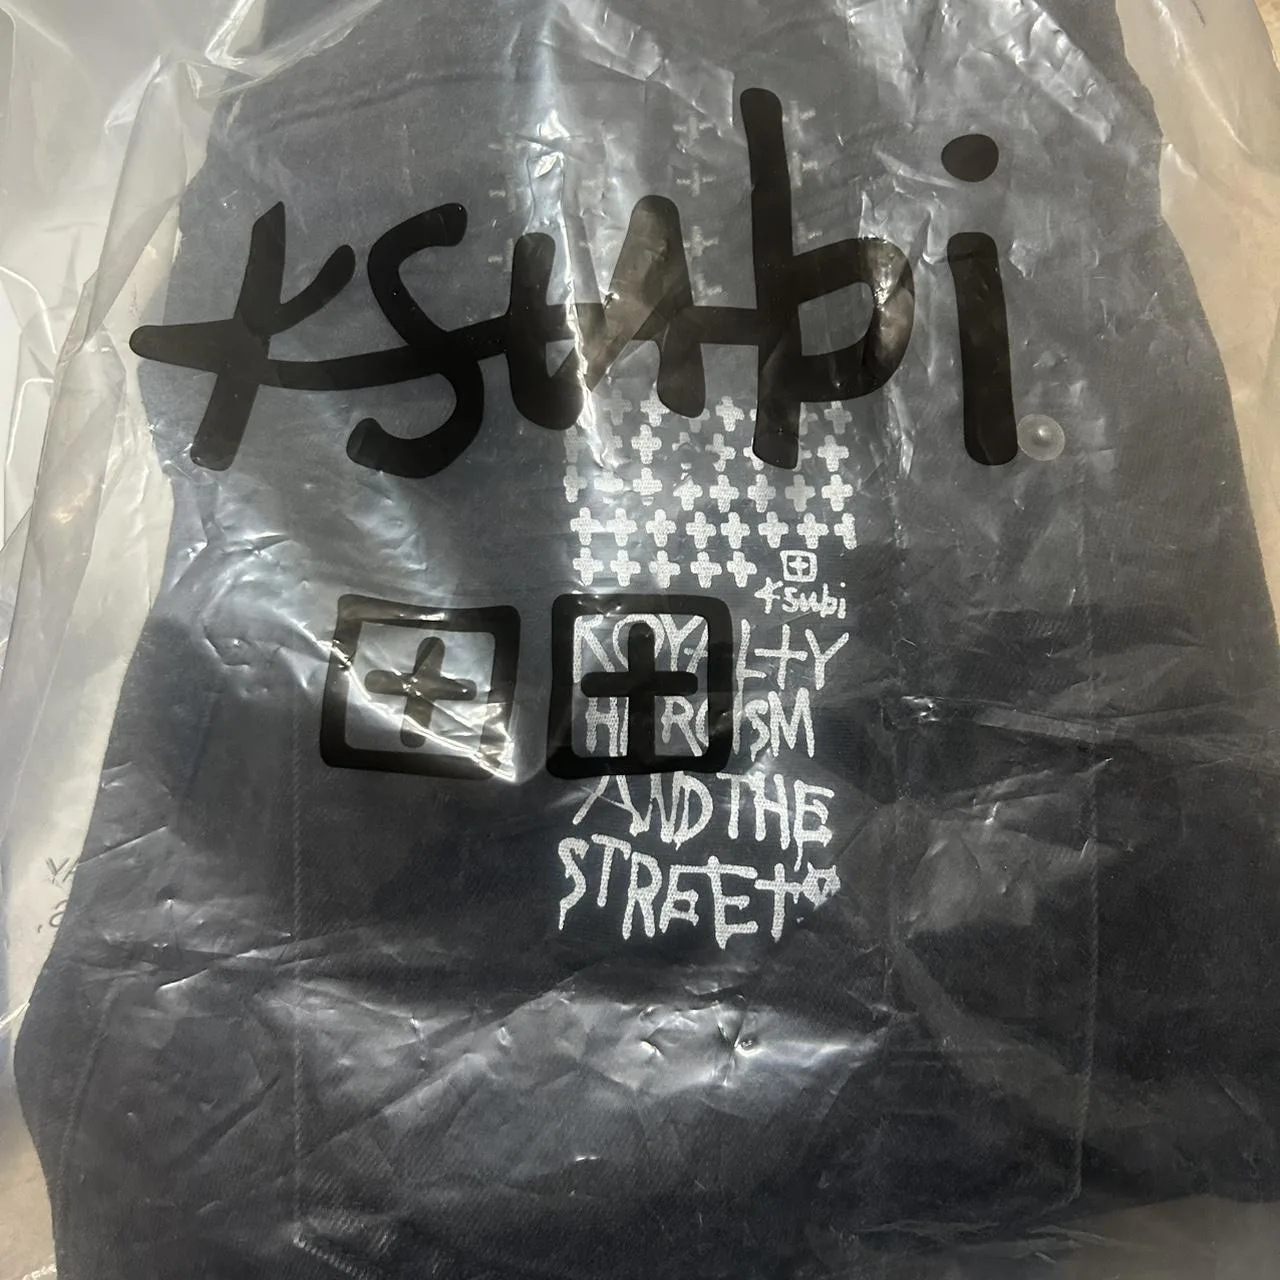 ksubi
ksubi
ROYALTY
HEROISM
AND THE
STREETS